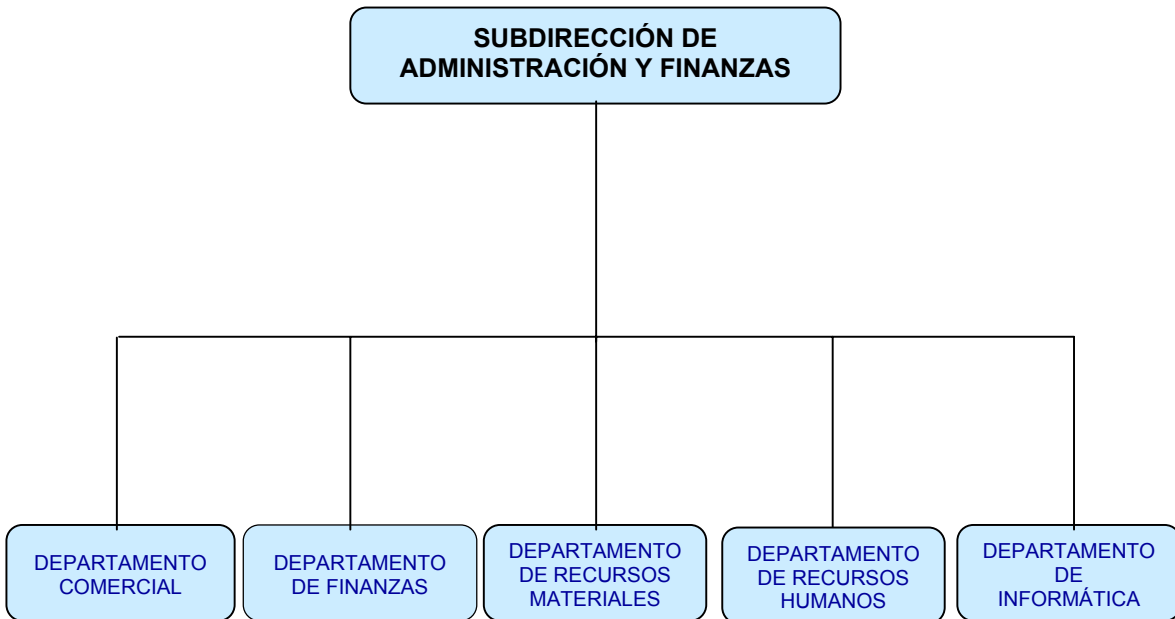 SUBDIRECCIÓN DE
ADMINISTRACIÓN Y FINANZAS
DEPARTAMENTO
COMERCIAL
DEPARTAMENTO
DE FINANZAS
DEPARTAMENTO
DE RECURSOS
MATERIALES
DEPARTAMENTO
DE RECURSOS
HUMANOS
DEPARTAMENTO
DE
INFORMÁTICA